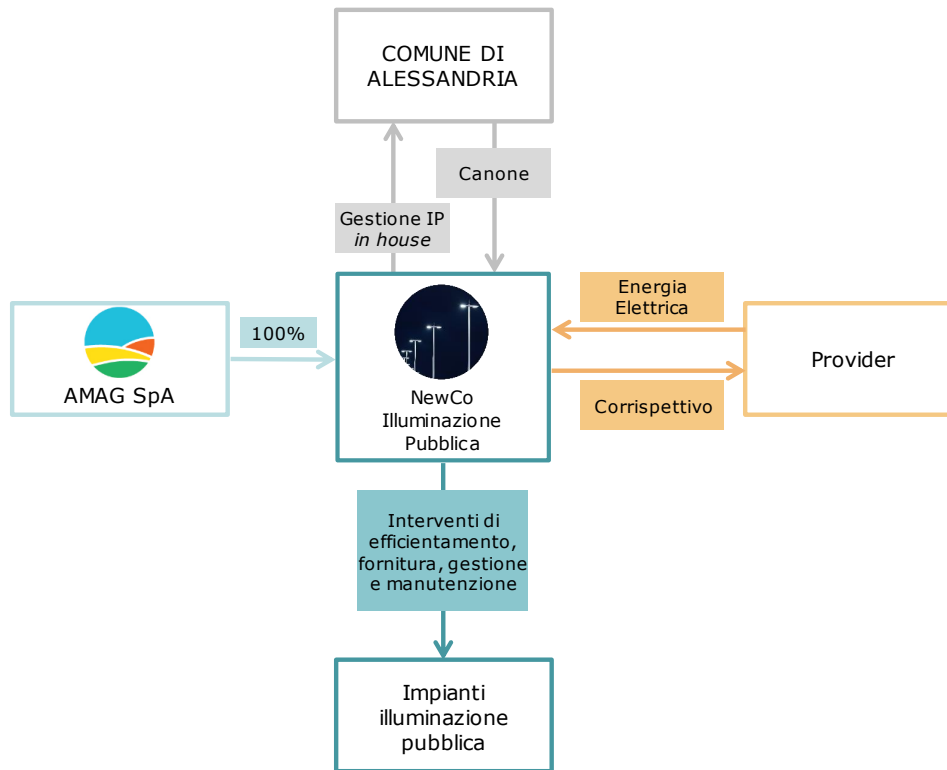 COMUNE DI
ALESSANDRIA
Canone
Gestione IP
in house
Energia
Elettrica
100%
AMAG SpA
NewCo
Illuminazione
Pubblica
Provider
Corrispettivo
Interventi di
efficientamento,
fornitura, gestione
e manutenzione
Impianti
illuminazione
pubblica